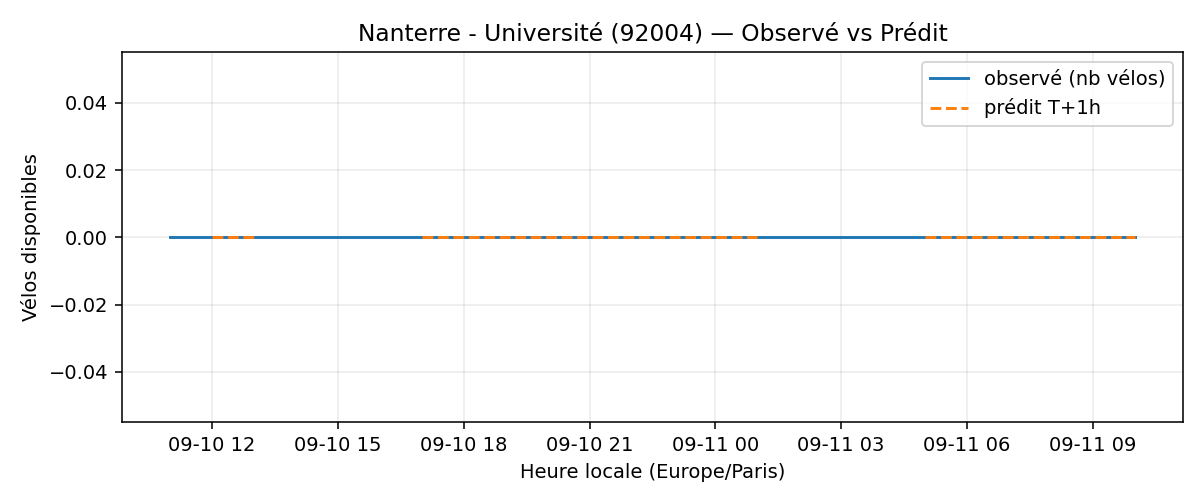 Nanterre - Université (92004) — Observé vs Prédit
observé (nb vélos)
prédit T+1h
Vélos disponibles
0.04
0.02
0.00
−0.02
−0.04
09-10 12 09-10 15 09-10 18 09-10 21 09-11 00 09-11 03 09-11 06 09-11 09
Heure locale (Europe/Paris)